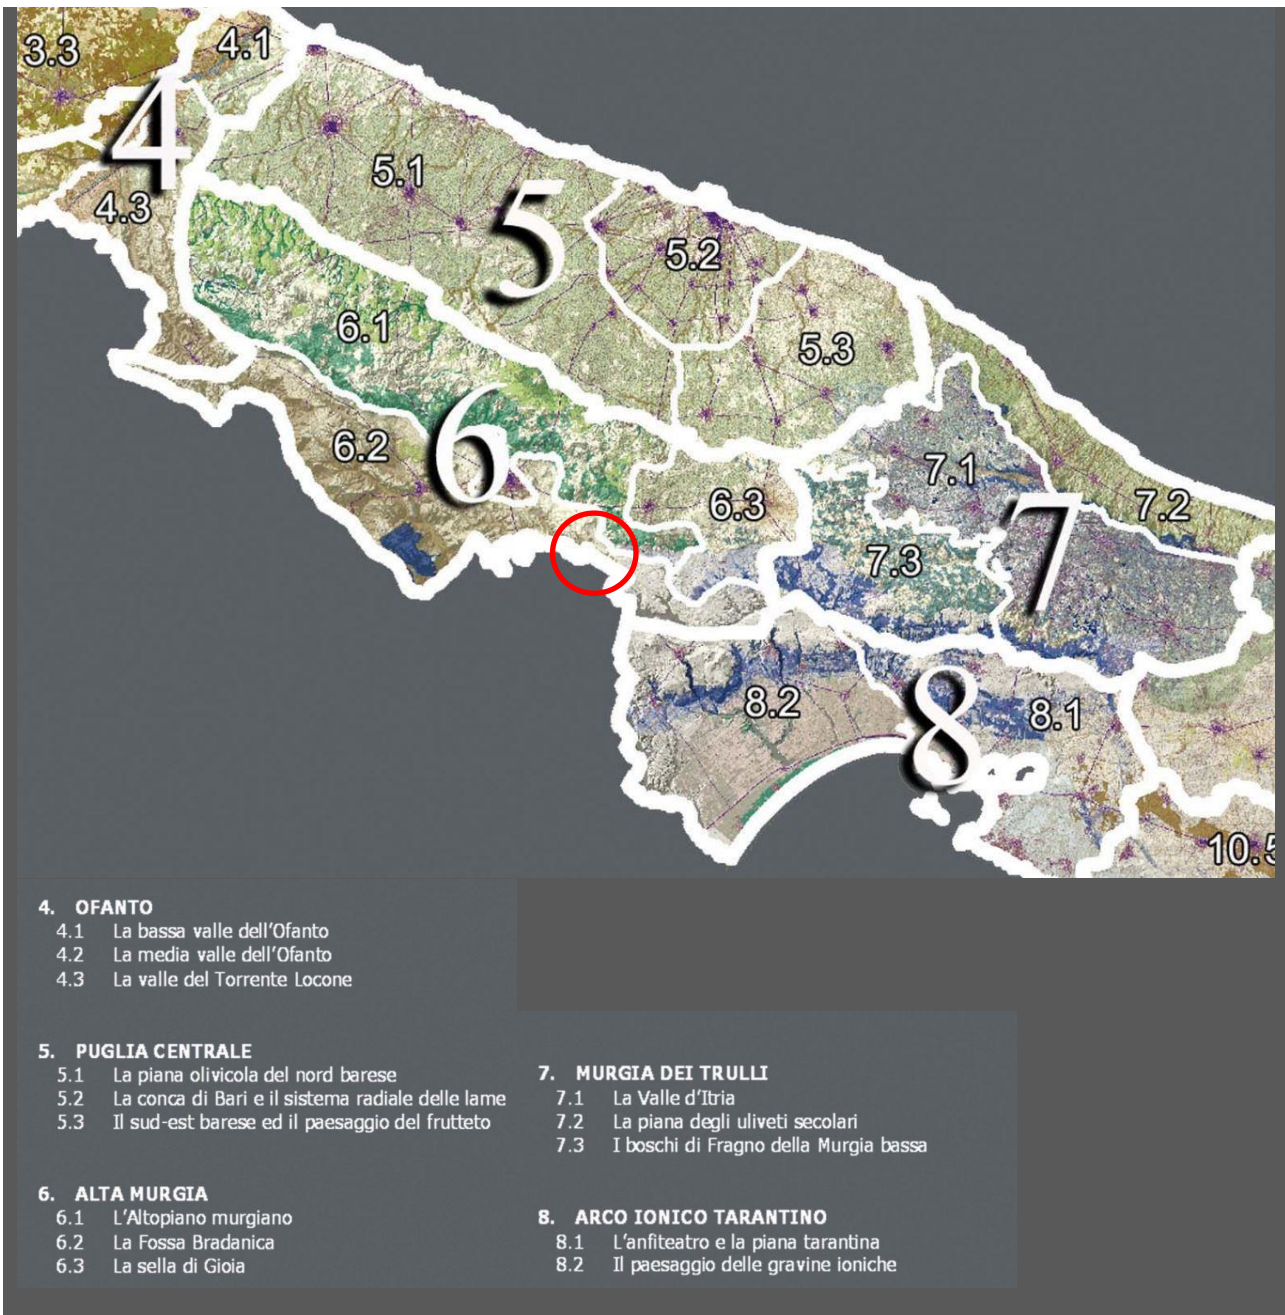 3.3
4.1
4
4.3
5.1
5
5.2
5.3
6.1
6.2
6
6.3
7.1
7.2
7
7.3
8.2
8
8.1
10.5
4. OFANTO
4.1 La bassa valle dell'Ofanto
4.2 La media valle dell'Ofanto
4.3 La valle del Torrente Locone
5. PUGLIA CENTRALE
5.1 La piana olivicola del nord barese
5.2 La conca di Bari e il sistema radiale delle lame
5.3 Il sud-est barese ed il paesaggio del frutteto
6. ALTA MURGIA
6.1 L'Altopiano murgiano
6.2 La Fossa Bradanica
6.3 La sella di Gioia
7. MURGIA DEI TRULLI
7.1 La Valle d'Itria
7.2 La piana degli uliveti secolari
7.3 I boschi di Fragno della Murgia bassa
8. ARCO IONICO TARANTINO
8.1 L'anfiteatro e la piana tarantina
8.2 Il paesaggio delle gravine ioniche